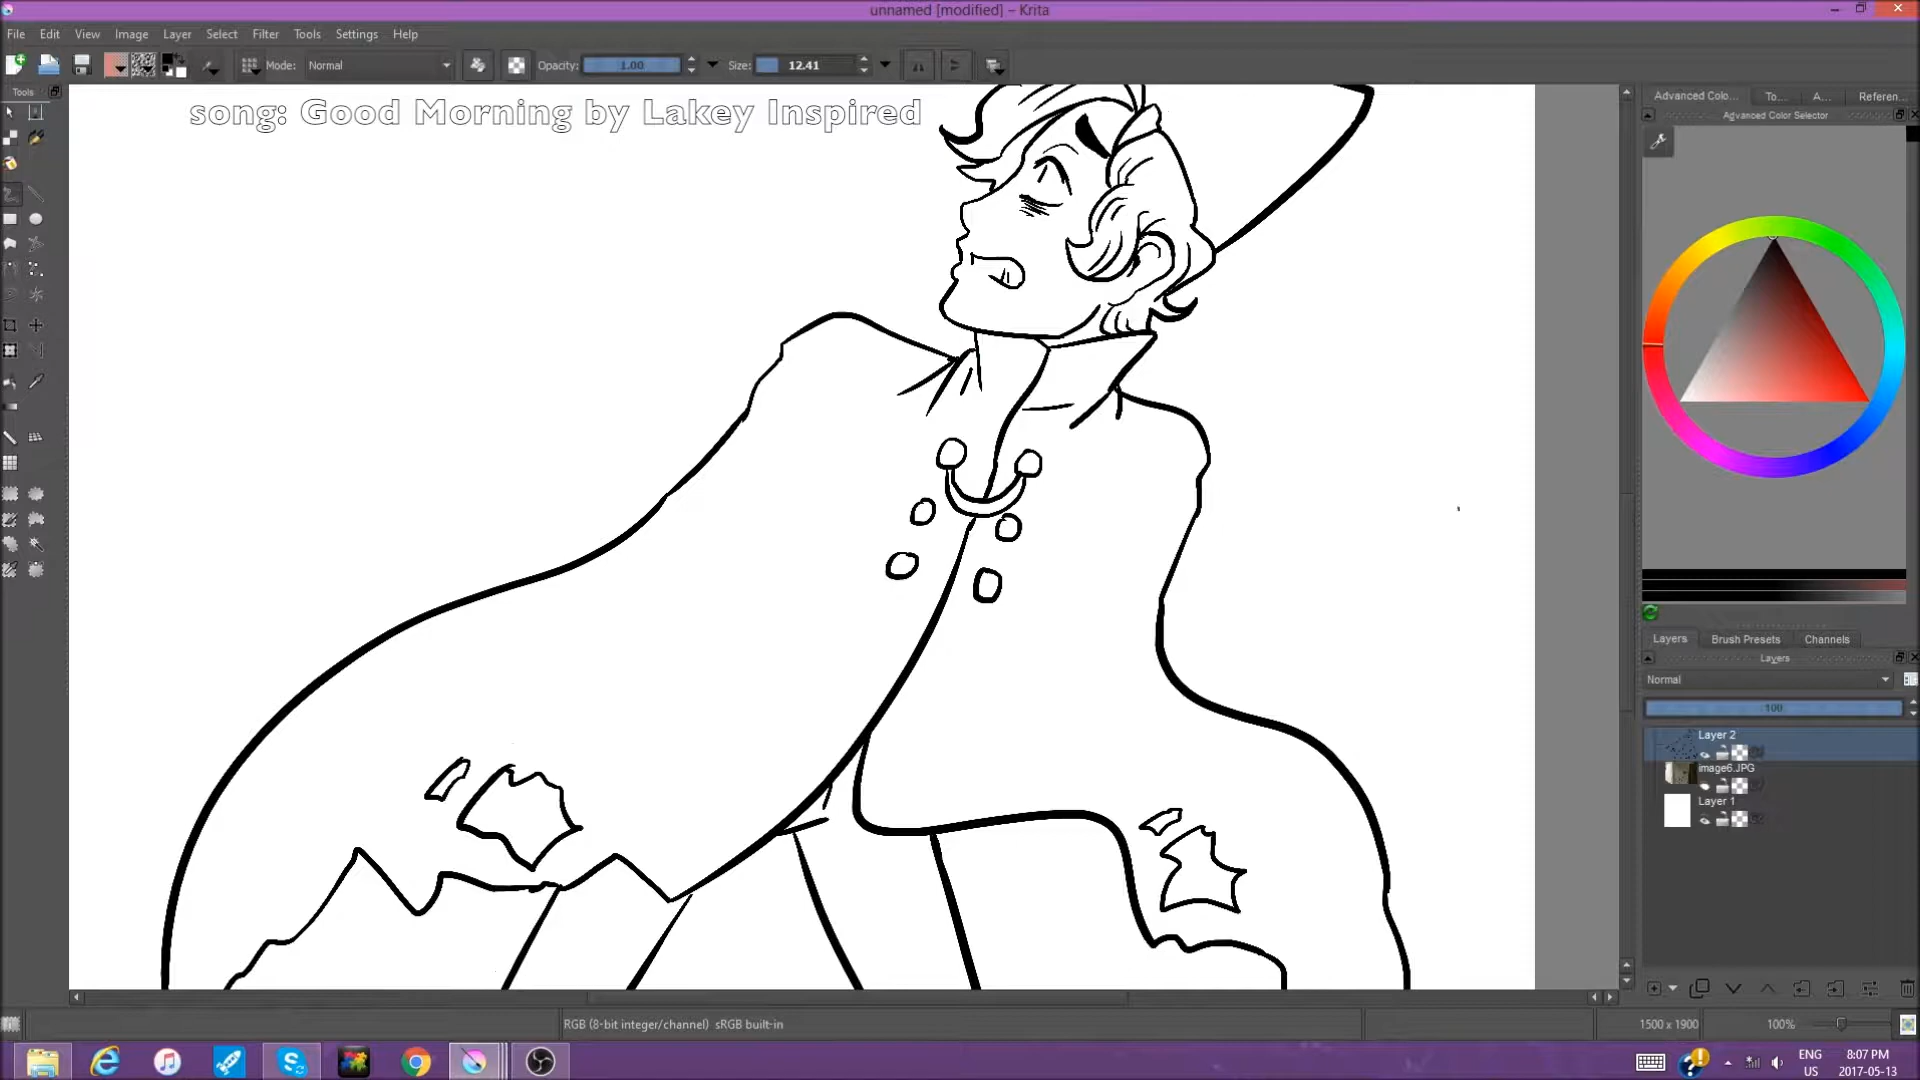 unnamed [modified] – Krita
File Edit View Image Layer Select Filter Tools Settings Help
Mode: Normal Opacity: 1.00 Size: 12.41
Tools
song: Good Morning by Lakey Inspired
Advanced Colo... To... A... Referen...
Advanced Color Selector
Layers Brush Presets Channels
Layers
Normal
100
Layer 2
image6.JPG
Layer 1
RGB (8-bit integer/channel) sRGB built-in 1500 x 1900 100%
ENG 8:07 PM
US 2017-05-13